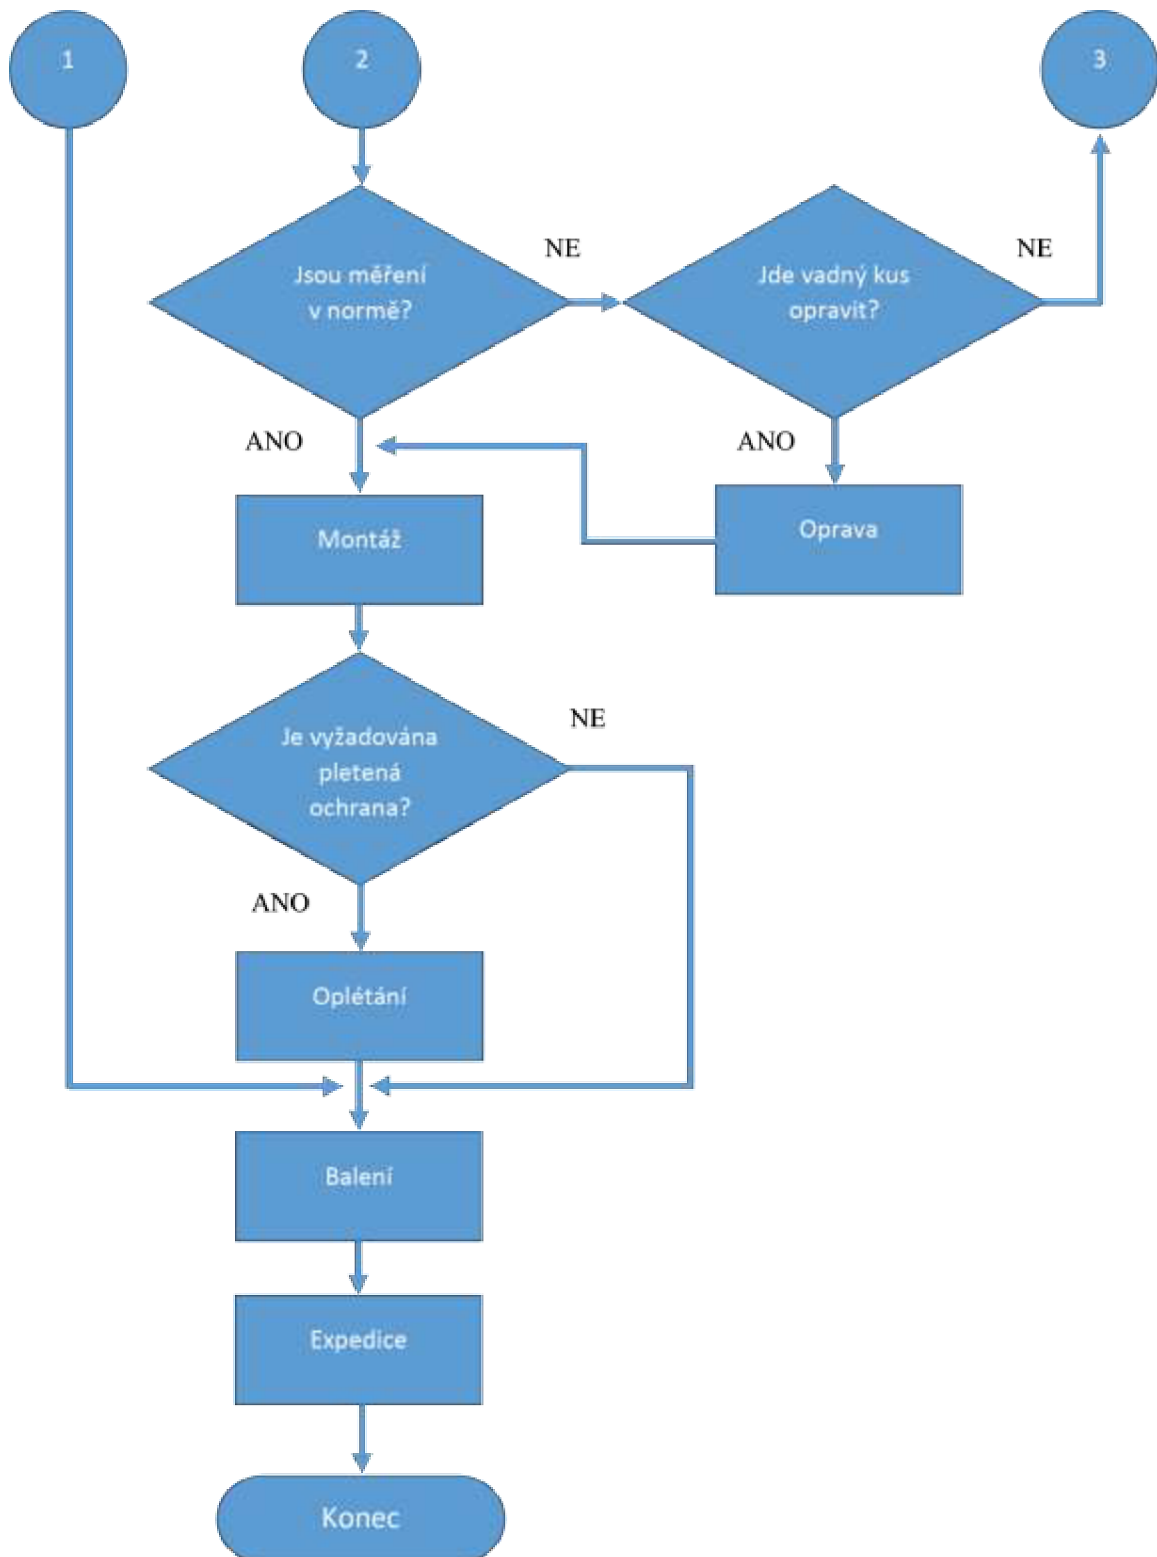 1
2
3
NE
NE
Jsou měření
v normě?
Jde vadný kus
opravit?
ANO
ANO
Montáž
Oprava
NE
Je vyžadována
pletená
ochrana?
ANO
Oplétání
Balení
Expedice
Konec